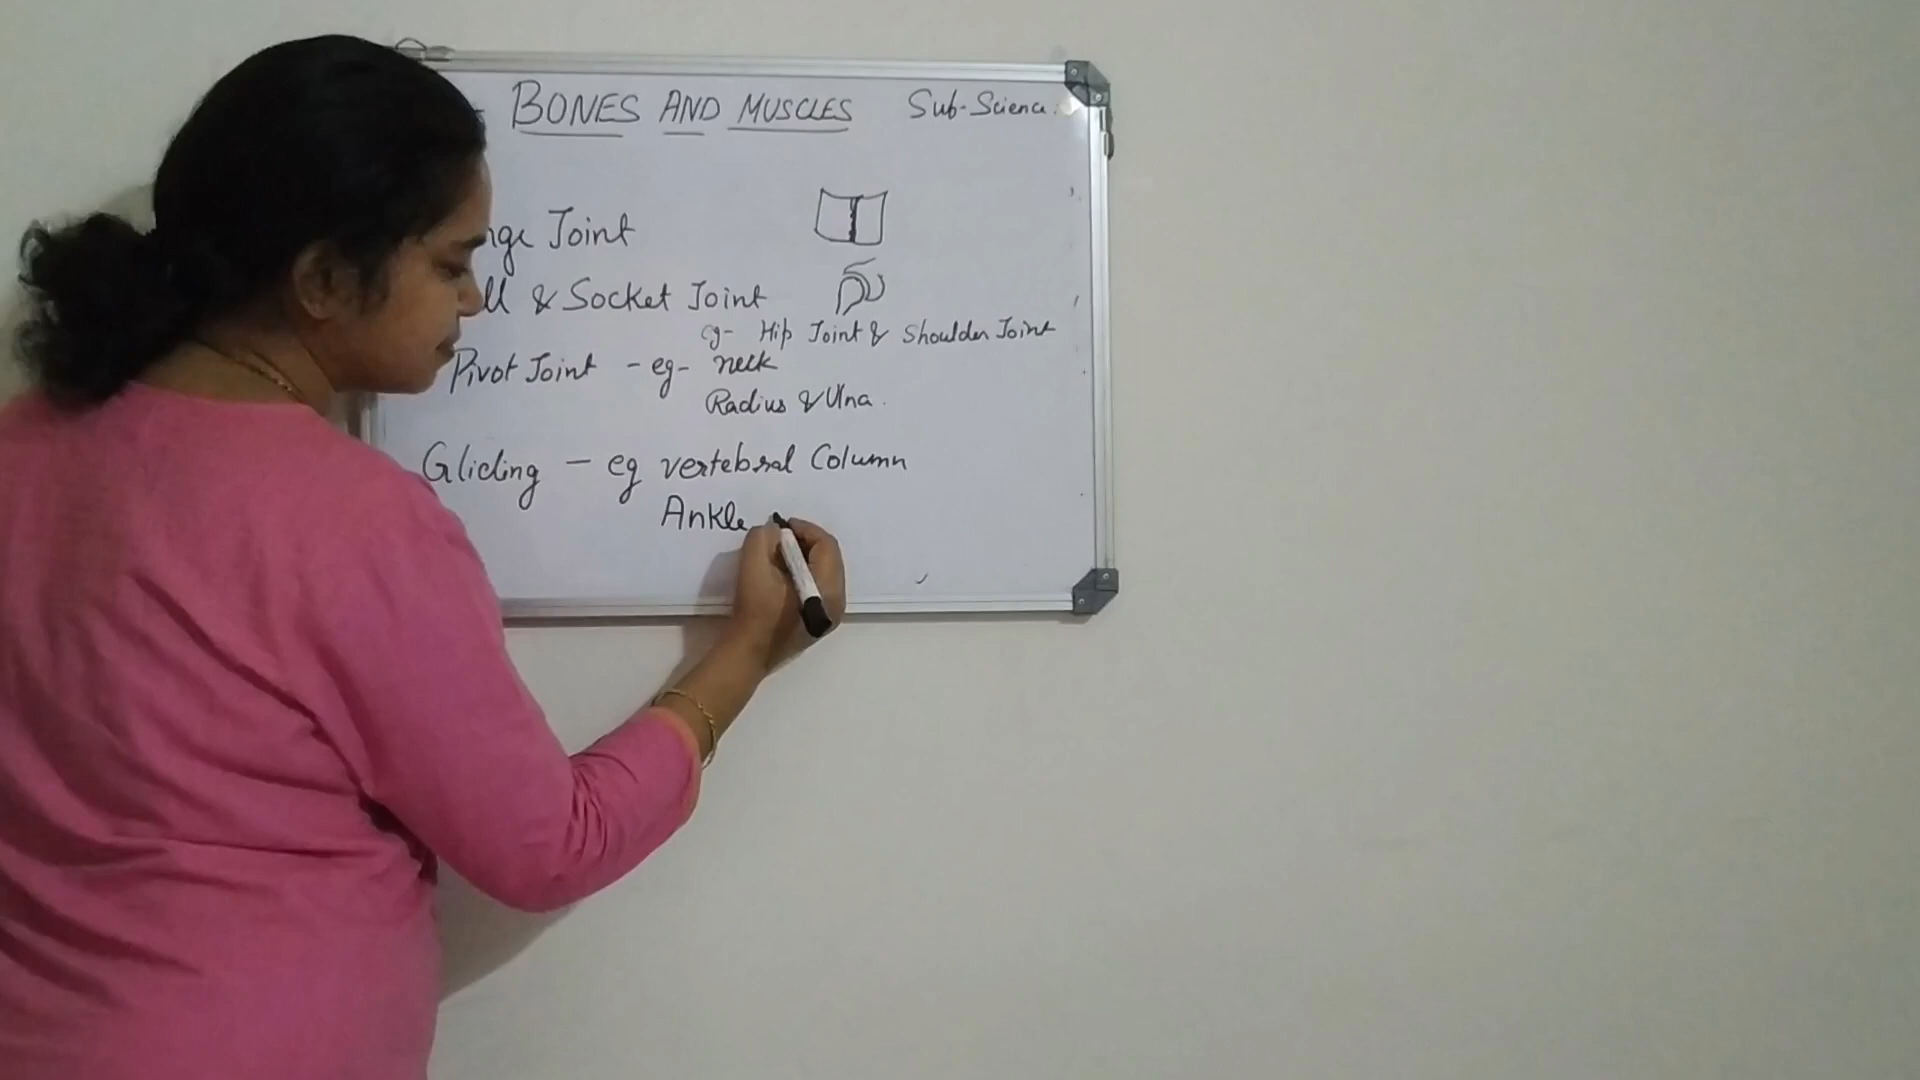 BONES AND MUSCLES Sub-Science.
nge Joint
ll & Socket Joint
eg- Hip Joint & Shoulder Joint
Pivot Joint - eg- neck
Radius & Ulna.
Gliding - eg vertebral Column
Ankle